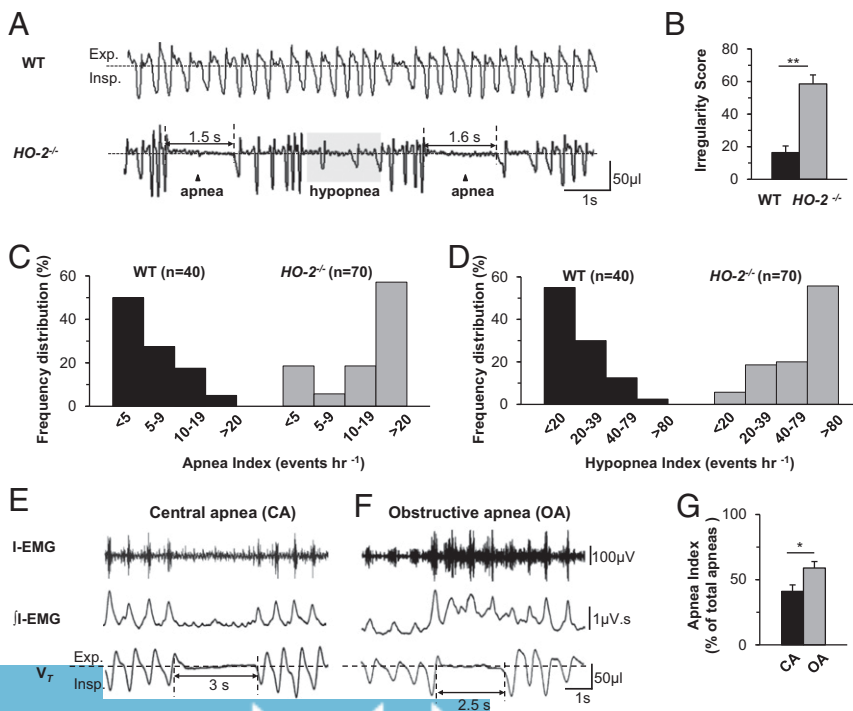 A
WT
Exp.
Insp.
HO-2-/-
1.5 s
1.6 s
apnea
hypopnea
apnea
50µl
1s
B
Irregularity Score
80
60
40
20
0
**
WT HO-2 -/-
C
Frequency distribution (%)
60
40
20
0
WT (n=40)
HO-2-/- (n=70)
<5
5-9
10-19
>20
<5
5-9
10-19
>20
Apnea Index (events hr -1)
D
Frequency distribution (%)
60
40
20
0
WT (n=40)
HO-2-/- (n=70)
<20
20-39
40-79
>80
<20
20-39
40-79
>80
Hypopnea Index (events hr -1)
E
Central apnea (CA)
I-EMG
∫I-EMG
VT
Exp.
Insp.
3 s
F
Obstructive apnea (OA)
100µV
1µV.s
50µl
2.5 s
1s
G
Apnea Index
(% of total apneas )
100
50
0
*
CA
OA